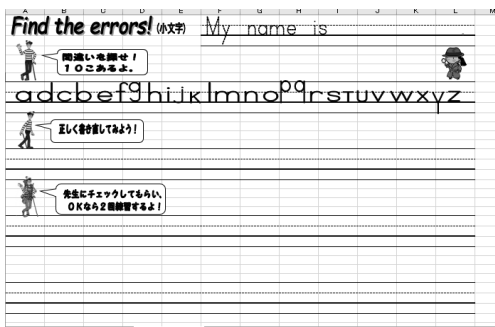 A B C D E F G H I J K L M
Find the errors! (小文字)
My name is .
間違いを探せ！
１０こあるよ。
adcbefghijĸlmnopqrsтuvwxyz
正しく書き直してみよう！
先生にチェックしてもらい、
ＯＫなら２回練習するよ！